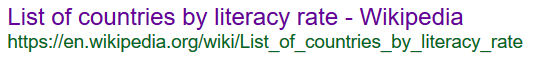 List of countries by literacy rate - Wikipedia
https://en.wikipedia.org/wiki/List_of_countries_by_literacy_rate